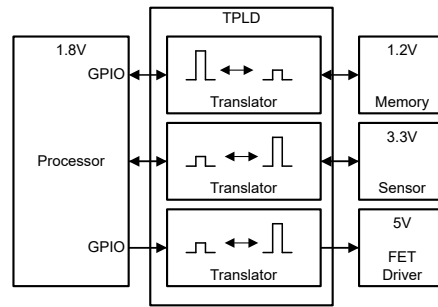 TPLD
1.8V
GPIO
Processor
GPIO
Translator
Translator
Translator
1.2V
Memory
3.3V
Sensor
5V
FET
Driver